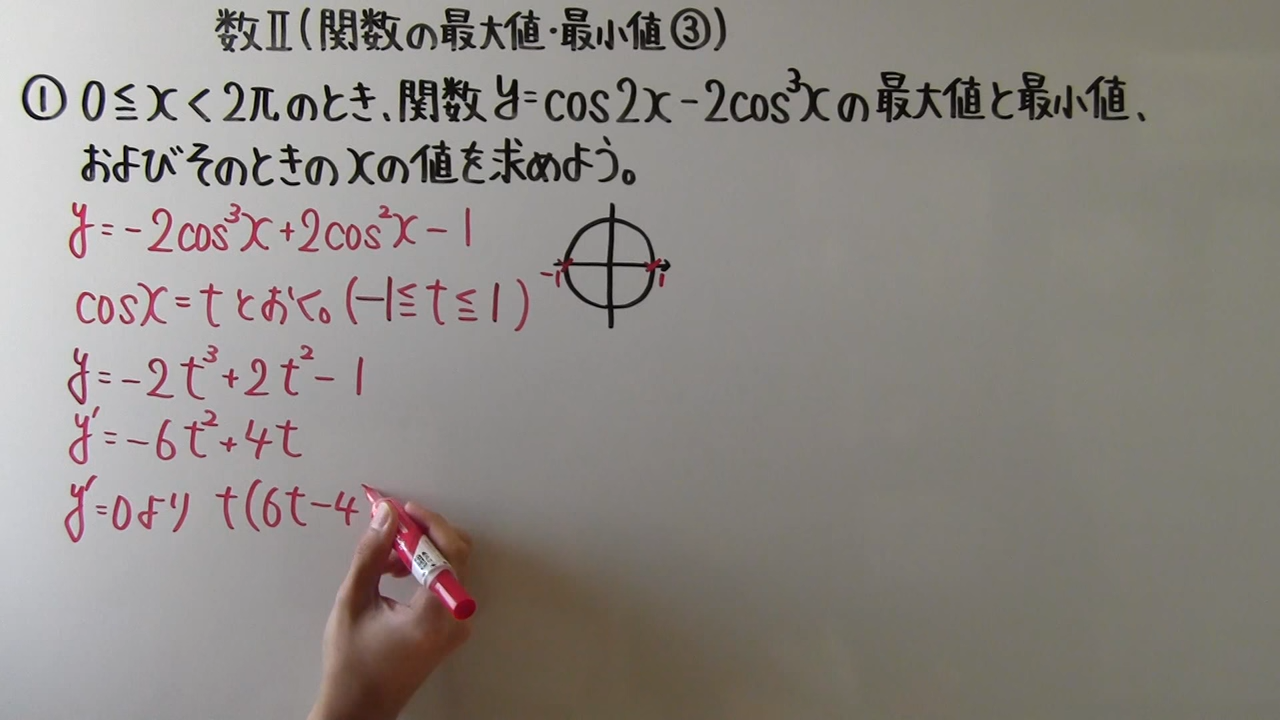 数Ⅱ(関数の最大値・最小値③)
① 0≦x<2πのとき、関数y=cos2x-2cos³xの最大値と最小値、
およびそのときのxの値を求めよう。
y=-2cos³x+2cos²x-1
cosx=tとおく。(-1≦t≦1)
-1 1
y=-2t³+2t²-1
y'=-6t²+4t
y'=0より t(6t-4